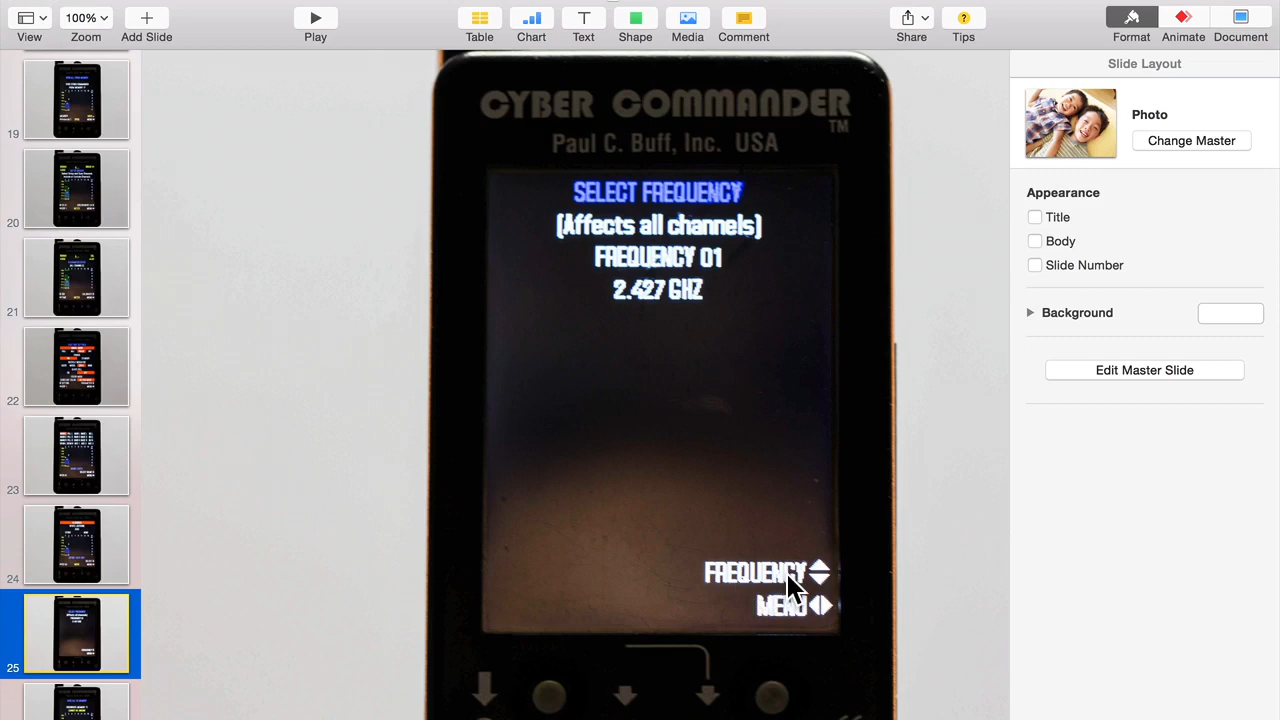 View
100%
Zoom
Add Slide
Play
Table
Chart
Text
Shape
Media
Comment
Share
Tips
Format
Animate
Document
19
20
21
22
23
24
25
CYBER COMMANDER
TM
Paul C. Buff, Inc. USA
SELECT FREQUENCY
(Affects all channels)
FREQUENCY 01
2.427 GHZ
FREQUENCY
MENU
Slide Layout
Photo
Change Master
Appearance
Title
Body
Slide Number
Background
Edit Master Slide